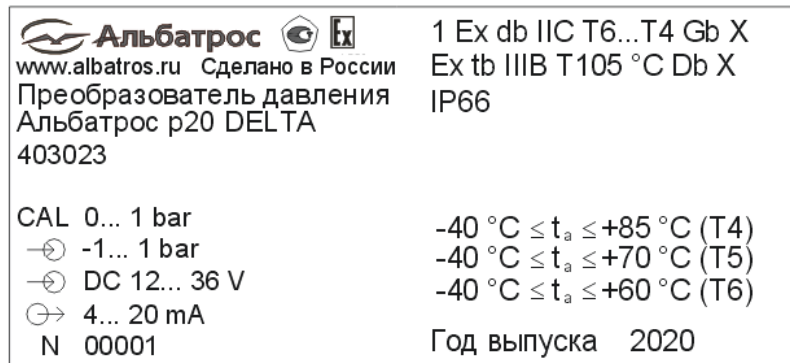 Альбатрос Ex
www.albatros.ru Сделано в России
Преобразователь давления
Альбатрос p20 DELTA
403023
CAL 0... 1 bar
-1... 1 bar
DC 12... 36 V
4... 20 mA
N 00001
1 Ex db IIC T6...T4 Gb X
Ex tb IIIB T105 °C Db X
IP66
-40 °C ≤ tₐ ≤ +85 °C (T4)
-40 °C ≤ tₐ ≤ +70 °C (T5)
-40 °C ≤ tₐ ≤ +60 °C (T6)
Год выпуска 2020